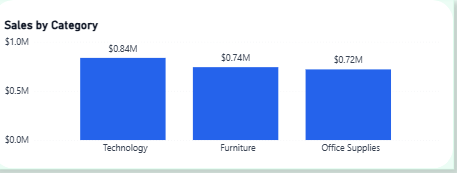 Sales by Category
$1.0M
$0.84M
$0.74M
$0.72M
$0.5M
$0.0M
Technology
Furniture
Office Supplies